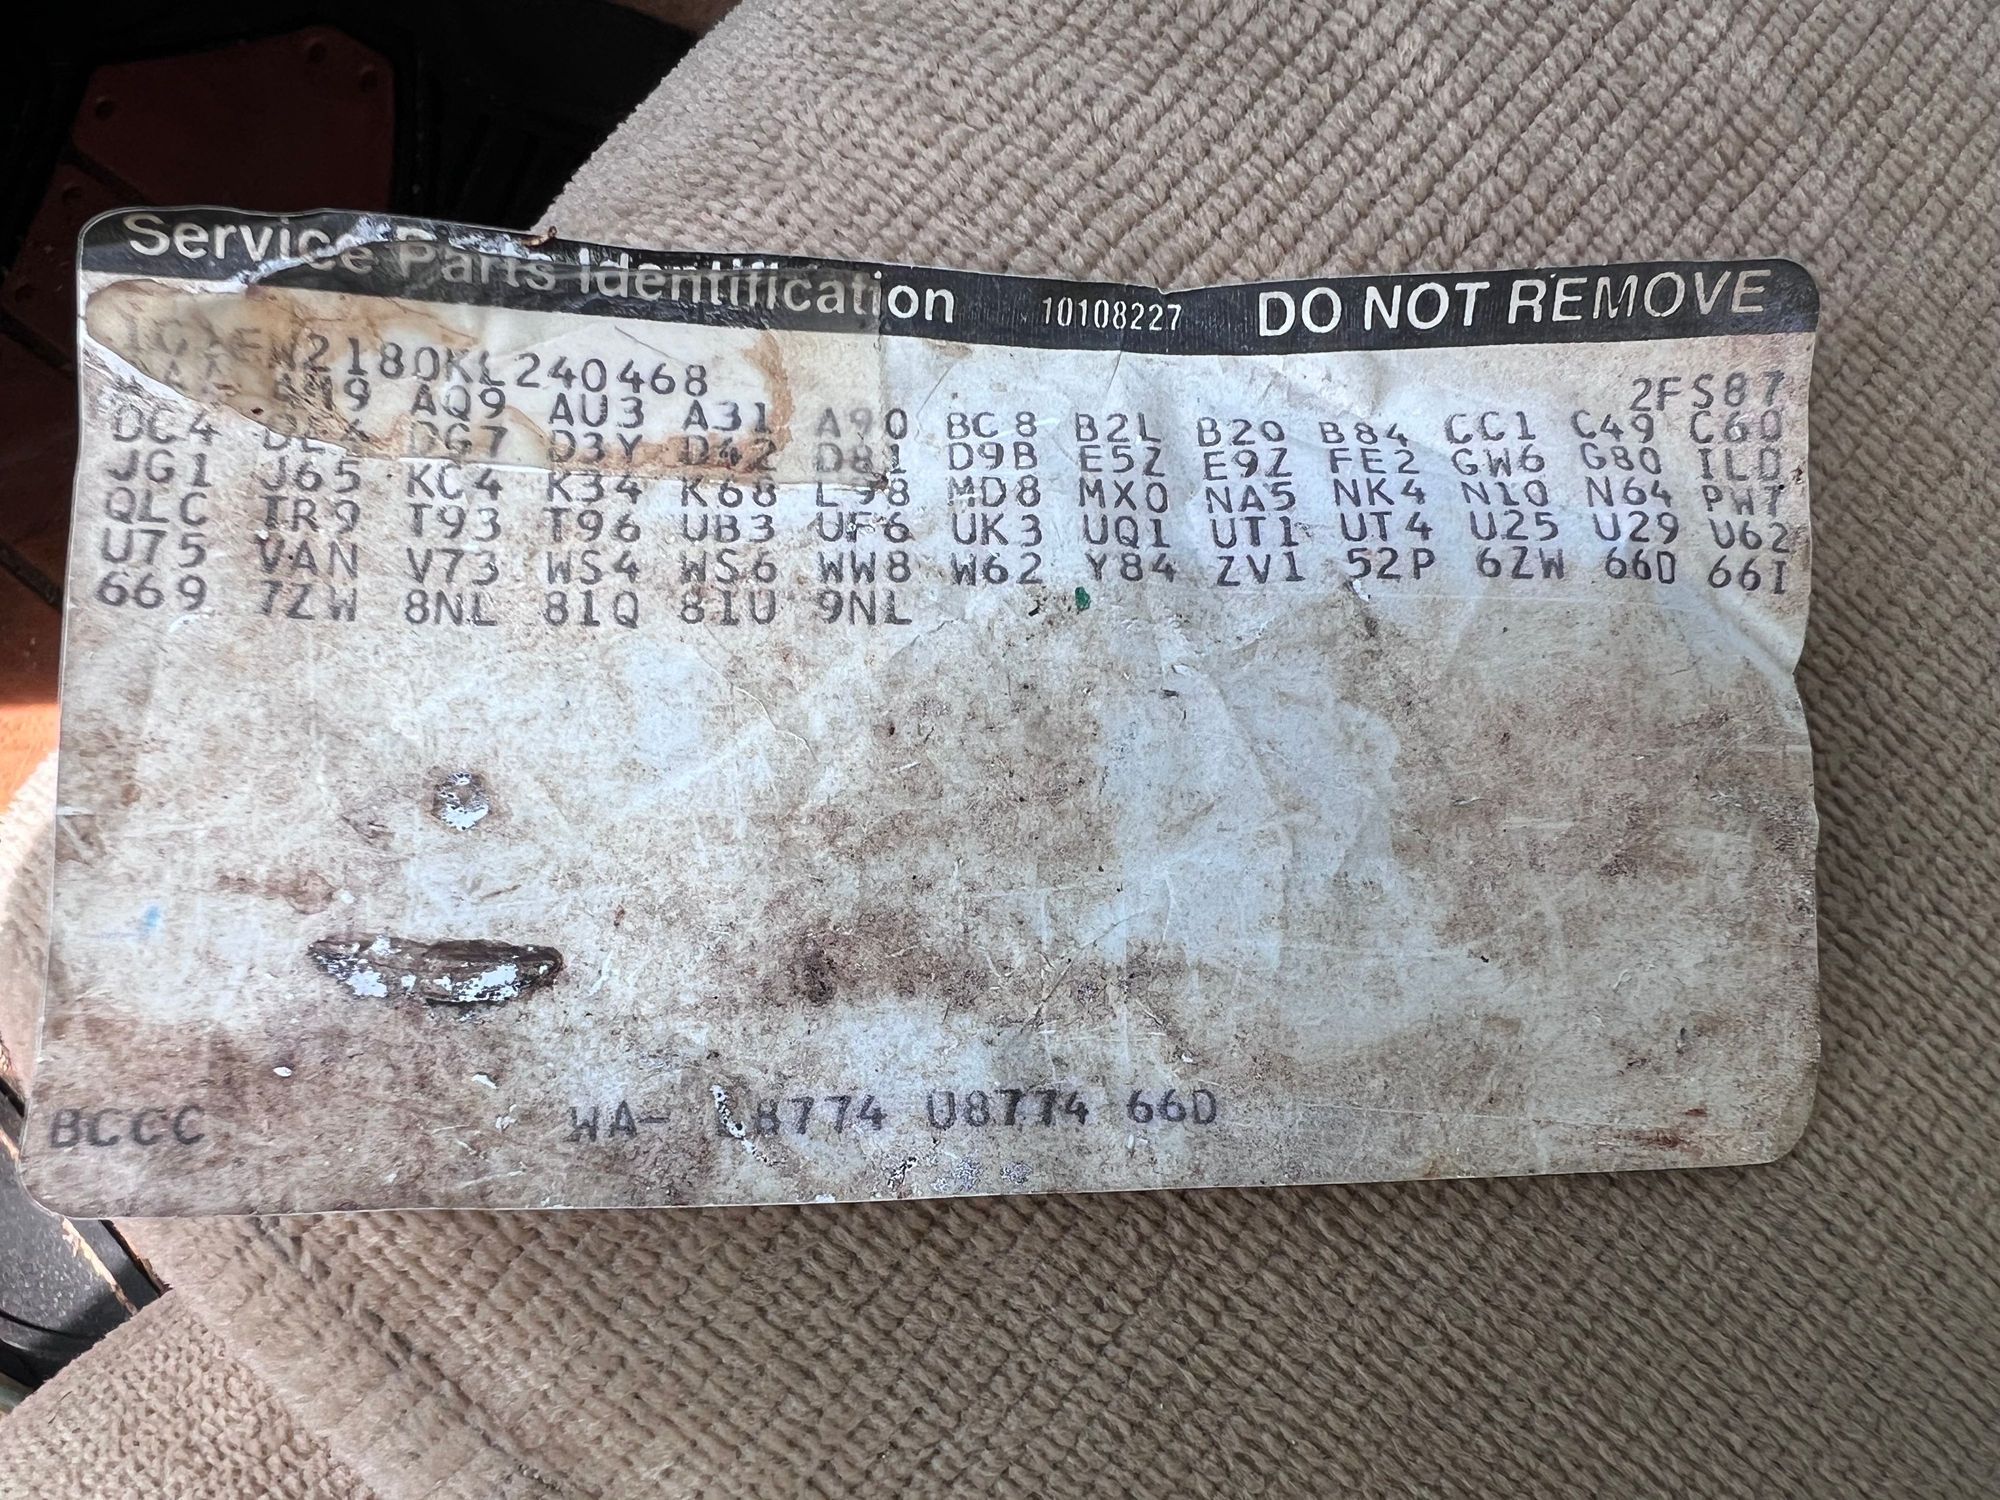 Service Parts Identification 10108227 DO NOT REMOVE
2180KL240468 2FS87
AQ9 AU3 A31 A90 BC8 B2L B20 B84 CC1 C49 C60
DC4 DG7 D3Y D42 D81 D9B E5Z E9Z FE2 GW6 G80 ILD
JG1 J65 KC4 K34 K68 L98 MD8 MX0 NA5 NK4 N10 N64 PW7
QLC TR9 T93 T96 UB3 UF6 UK3 UQ1 UT1 UT4 U25 U29 U62
U75 VAN V73 WS4 WS6 WW8 W62 Y84 ZV1 52P 6ZW 66D 66I
669 7ZW 8NL 81Q 81U 9NL
BCCC WA- L8774 U8774 66D